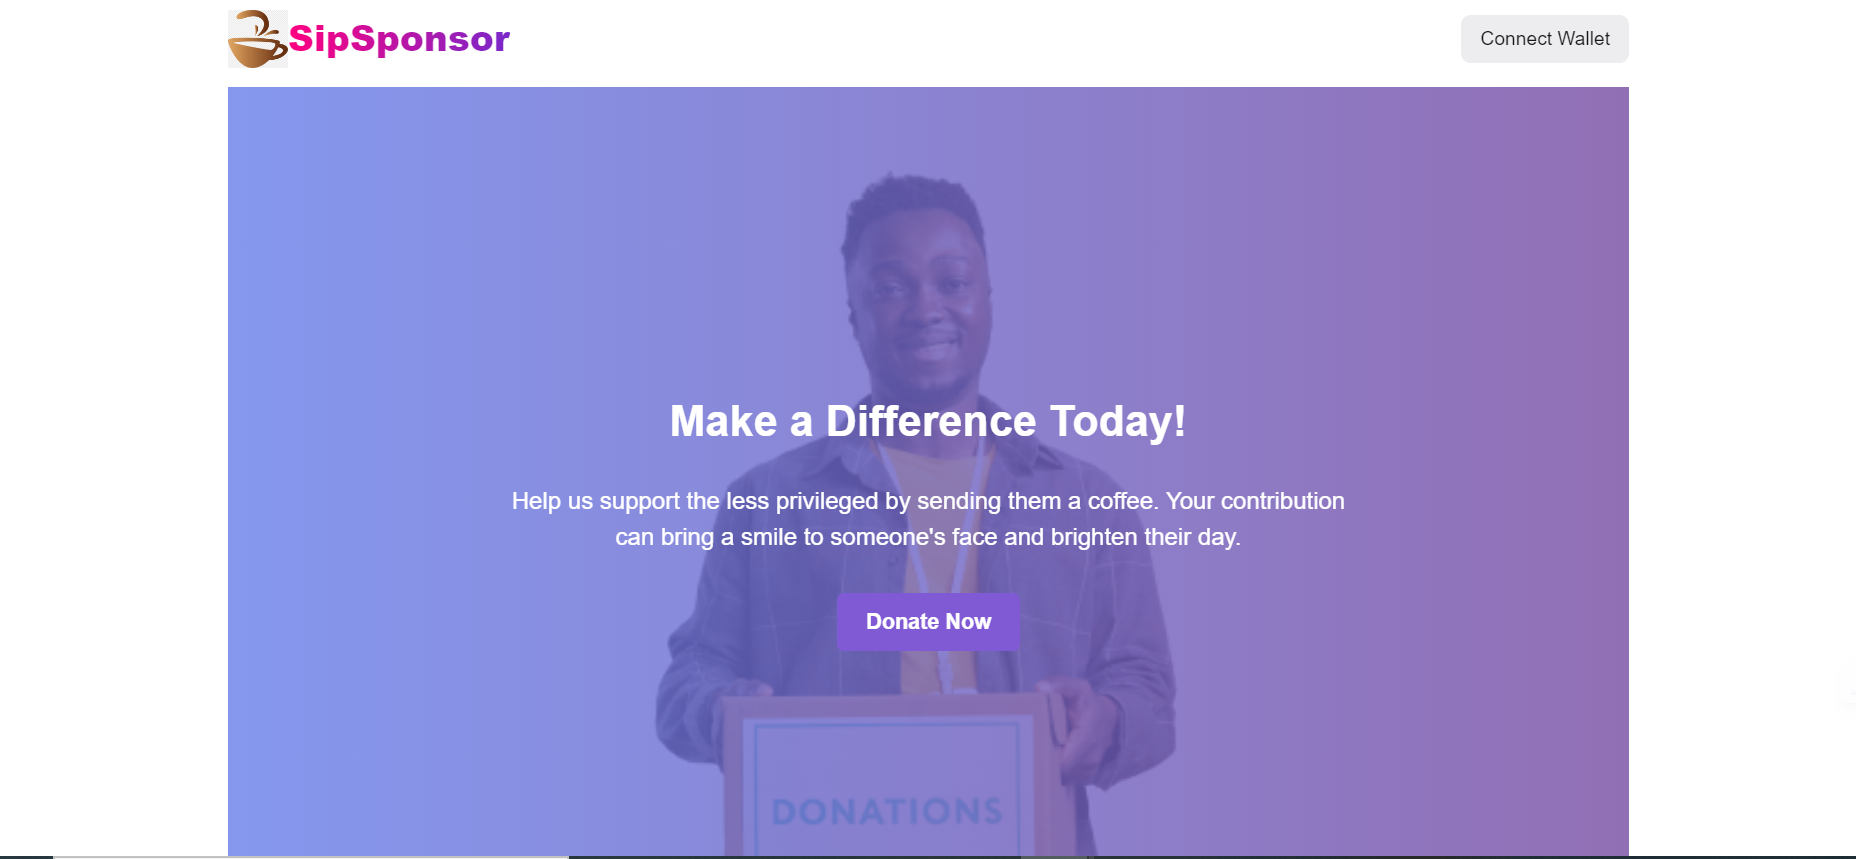 SipSponsor
Connect Wallet
Make a Difference Today!
Help us support the less privileged by sending them a coffee. Your contribution
can bring a smile to someone's face and brighten their day.
Donate Now
DONATIONS